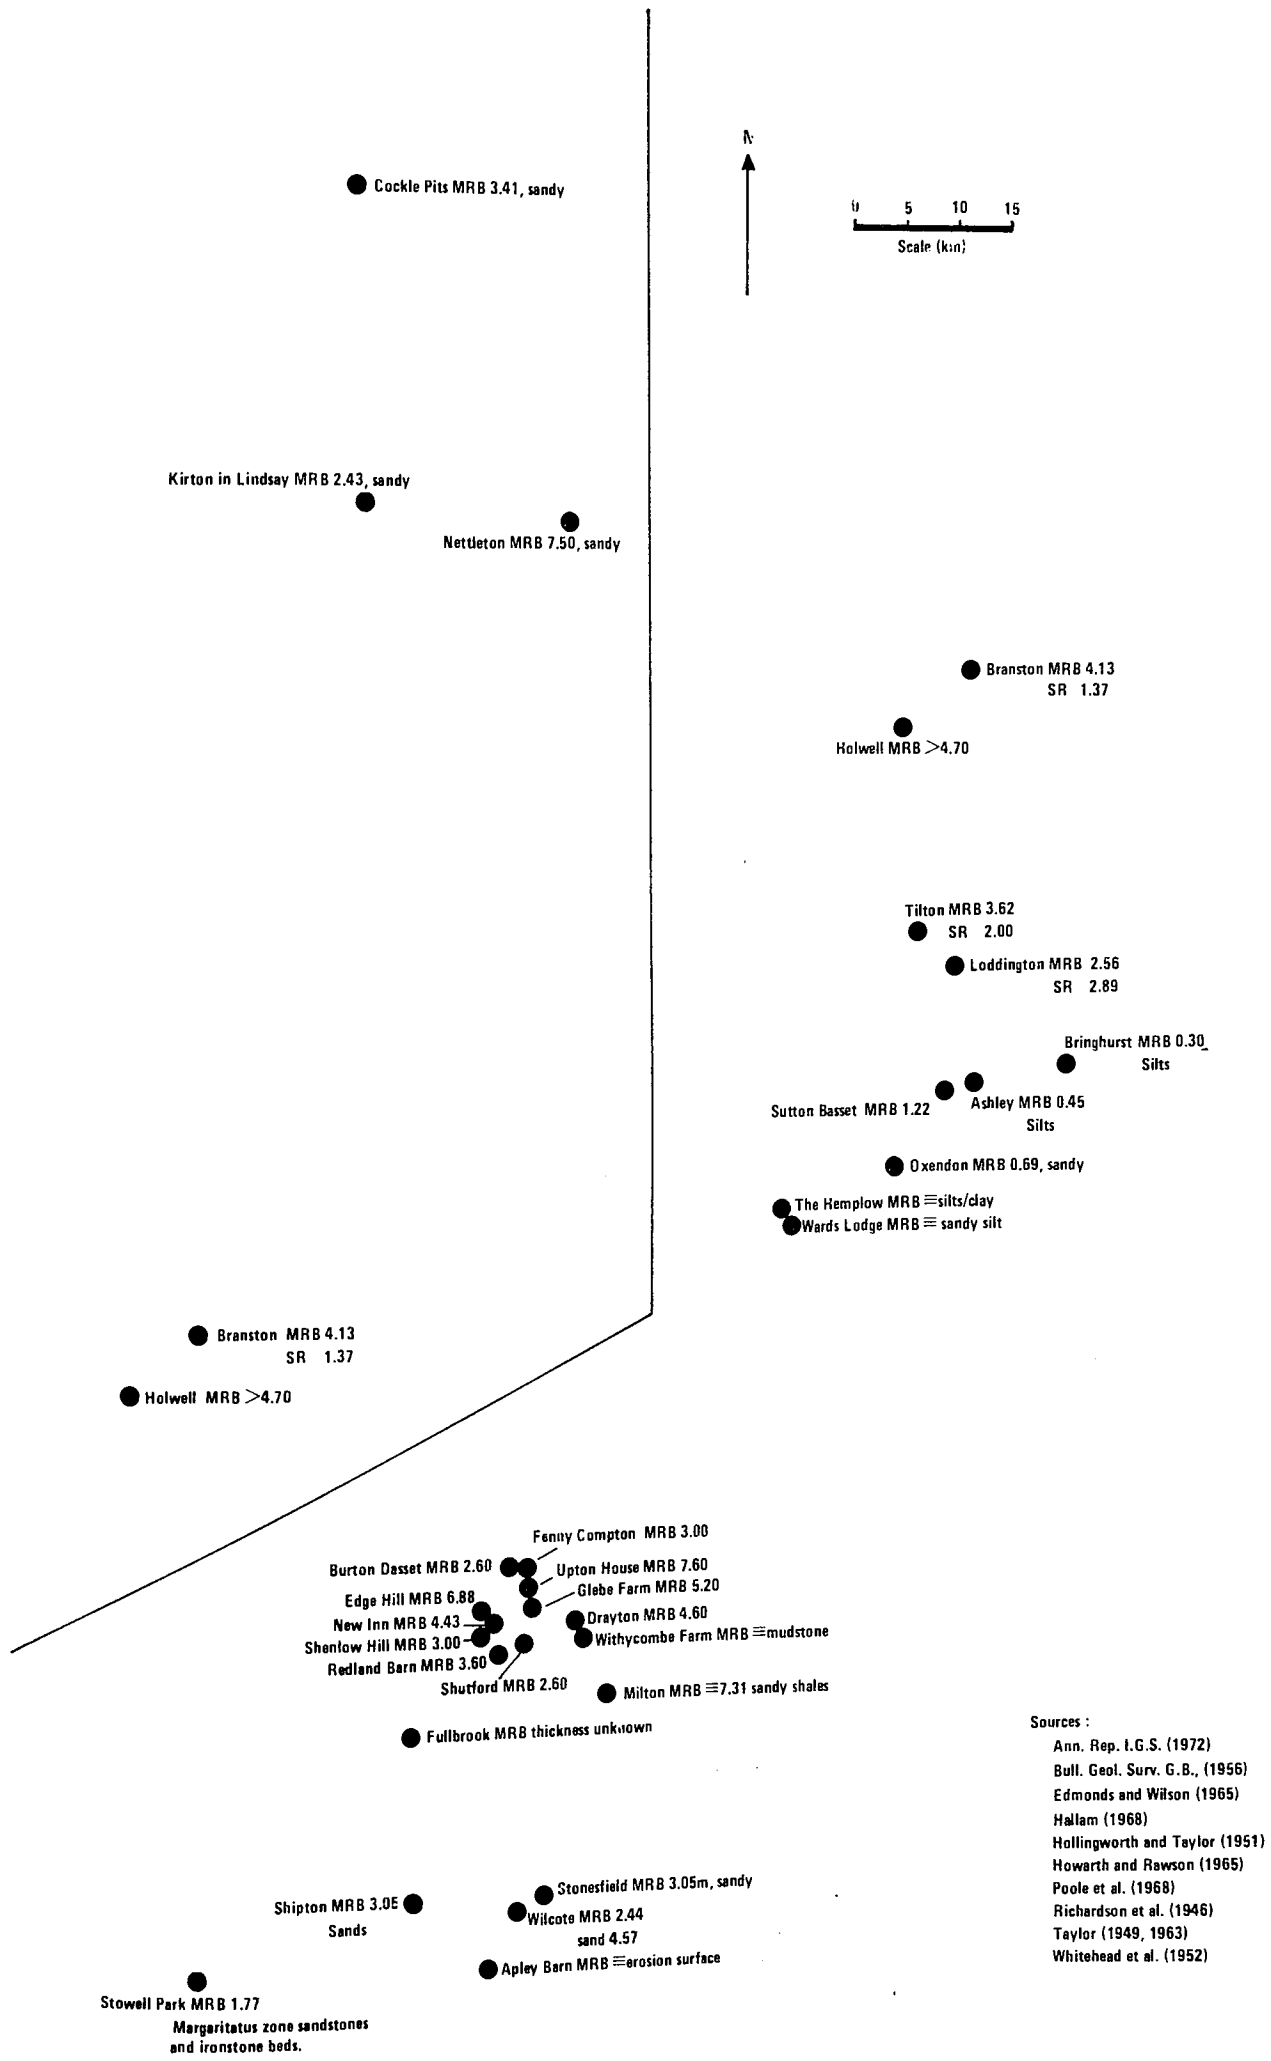 N
Cockle Pits MRB 3.41, sandy
0 5 10 15
Scale (km)
Kirton in Lindsay MRB 2.43, sandy
Nettleton MRB 7.50, sandy
Branston MRB 4.13
SR 1.37
Holwell MRB >4.70
Tilton MRB 3.62
SR 2.00
Loddington MRB 2.56
SR 2.89
Bringhurst MRB 0.30
Silts
Sutton Basset MRB 1.22
Ashley MRB 0.45
Silts
Oxendon MRB 0.69, sandy
The Hemplow MRB ≡silts/clay
Wards Lodge MRB ≡ sandy silt
Branston MRB 4.13
SR 1.37
Holwell MRB >4.70
Fenny Compton MRB 3.00
Burton Dasset MRB 2.60
Upton House MRB 7.60
Glebe Farm MRB 5.20
Edge Hill MRB 6.88
Drayton MRB 4.60
New Inn MRB 4.43
Withycombe Farm MRB ≡mudstone
Shenlow Hill MRB 3.00
Redland Barn MRB 3.60
Shutford MRB 2.60
Milton MRB ≡7.31 sandy shales
Fullbrook MRB thickness unknown
Sources :
Ann. Rep. I.G.S. (1972)
Bull. Geol. Surv. G.B., (1956)
Edmonds and Wilson (1965)
Hallam (1968)
Hollingworth and Taylor (1951)
Howarth and Rawson (1965)
Poole et al. (1968)
Richardson et al. (1946)
Taylor (1949, 1963)
Whitehead et al. (1952)
Stonesfield MRB 3.05m, sandy
Shipton MRB
Sands
Wilcote MRB 2.44
sand 4.57
Apley Barn MRB ≡erosion surface
Stowell Park MRB 1.77
Margaritatus zone sandstones
and ironstone beds.